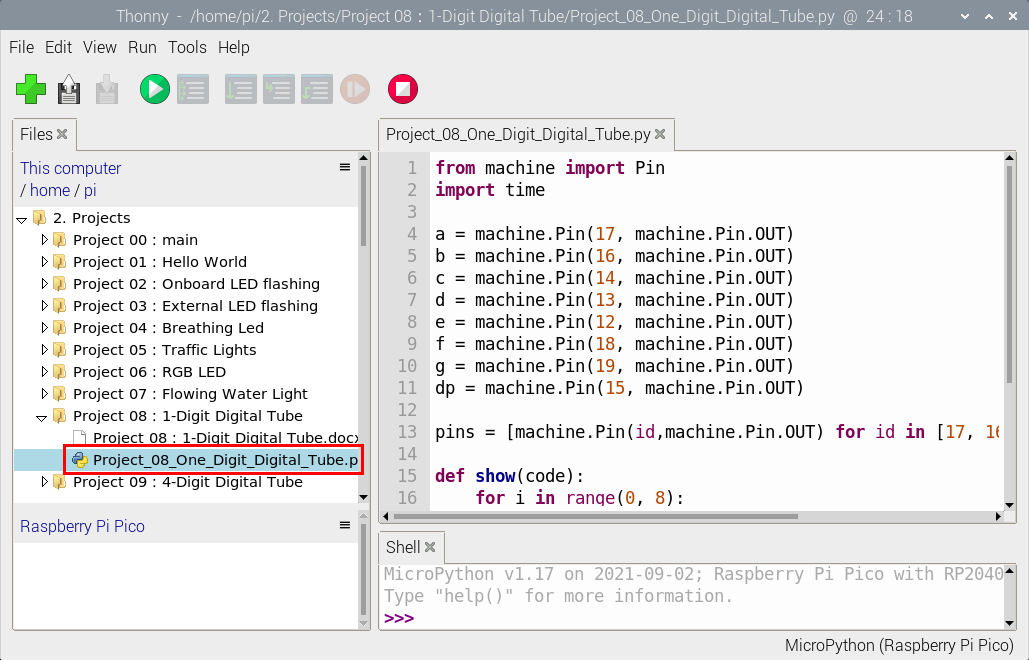 Thonny - /home/pi/2. Projects/Project 08 : 1-Digit Digital Tube/Project_08_One_Digit_Digital_Tube.py @ 24 : 18
File Edit View Run Tools Help
Files
This computer
/ home / pi
2. Projects
Project 00 : main
Project 01 : Hello World
Project 02 : Onboard LED flashing
Project 03 : External LED flashing
Project 04 : Breathing Led
Project 05 : Traffic Lights
Project 06 : RGB LED
Project 07 : Flowing Water Light
Project 08 : 1-Digit Digital Tube
Project 08 : 1-Digit Digital Tube.docx
Project_08_One_Digit_Digital_Tube.p
Project 09 : 4-Digit Digital Tube
Raspberry Pi Pico
Project_08_One_Digit_Digital_Tube.py
1 from machine import Pin
2 import time
3
4 a = machine.Pin(17, machine.Pin.OUT)
5 b = machine.Pin(16, machine.Pin.OUT)
6 c = machine.Pin(14, machine.Pin.OUT)
7 d = machine.Pin(13, machine.Pin.OUT)
8 e = machine.Pin(12, machine.Pin.OUT)
9 f = machine.Pin(18, machine.Pin.OUT)
10 g = machine.Pin(19, machine.Pin.OUT)
11 dp = machine.Pin(15, machine.Pin.OUT)
12
13 pins = [machine.Pin(id,machine.Pin.OUT) for id in [17, 16
14
15 def show(code):
16 for i in range(0, 8):
Shell
MicroPython v1.17 on 2021-09-02; Raspberry Pi Pico with RP2040
Type "help()" for more information.
>>>
MicroPython (Raspberry Pi Pico)